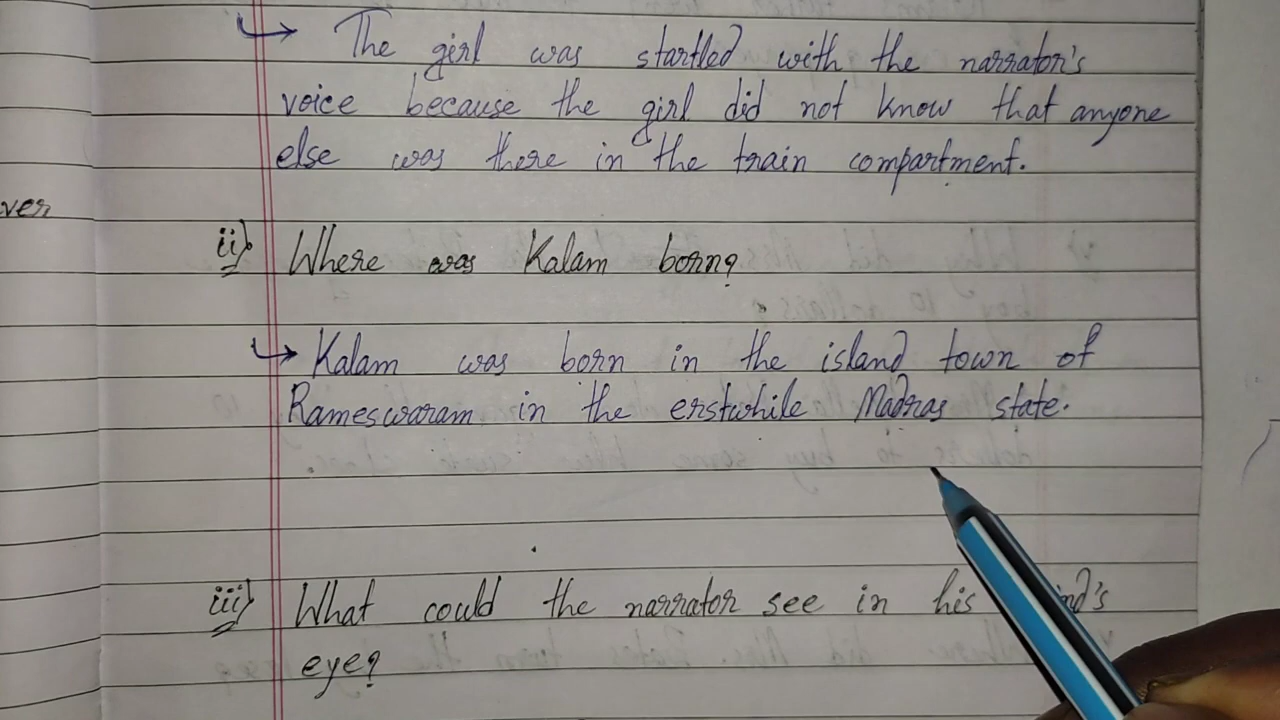 ↳ The girl was startled with the narrator's
voice because the girl did not know that anyone
else was there in the train compartment.
ver
ii) Where was Kalam born?
↳ Kalam was born in the island town of
Rameswaram in the erstwhile Madras state.
iii) What could the narrator see in his
eye?